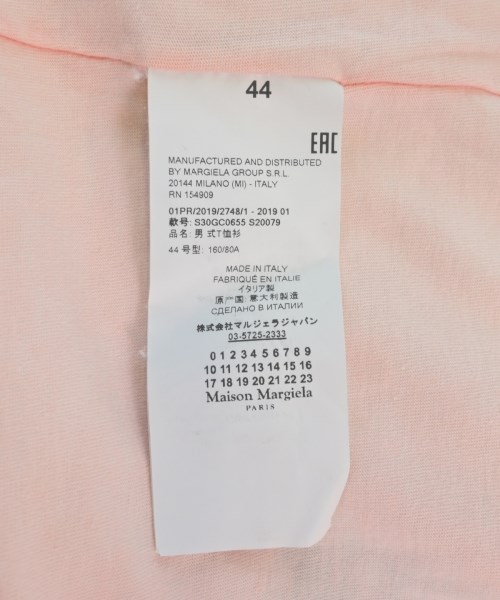 44
EAC
MANUFACTURED AND DISTRIBUTED
BY MARGIELA GROUP S.R.L.
20144 MILANO (MI) - ITALY
RN 154909
01PR/2019/2748/1 - 2019 01
款号: S30GC0655 S20079
品名: 男 式T恤衫
44 号型: 160/80A
MADE IN ITALY
FABRIQUÉ EN ITALIE
イタリア製
原产国: 意大利製造
СДЕЛАНО В ИТАЛИИ
株式会社マルジェラジャパン
03-5725-2333
0 1 2 3 4 5 6 7 8 9
10 11 12 13 14 15 16
17 18 19 20 21 22 23
Maison Margiela
PARIS